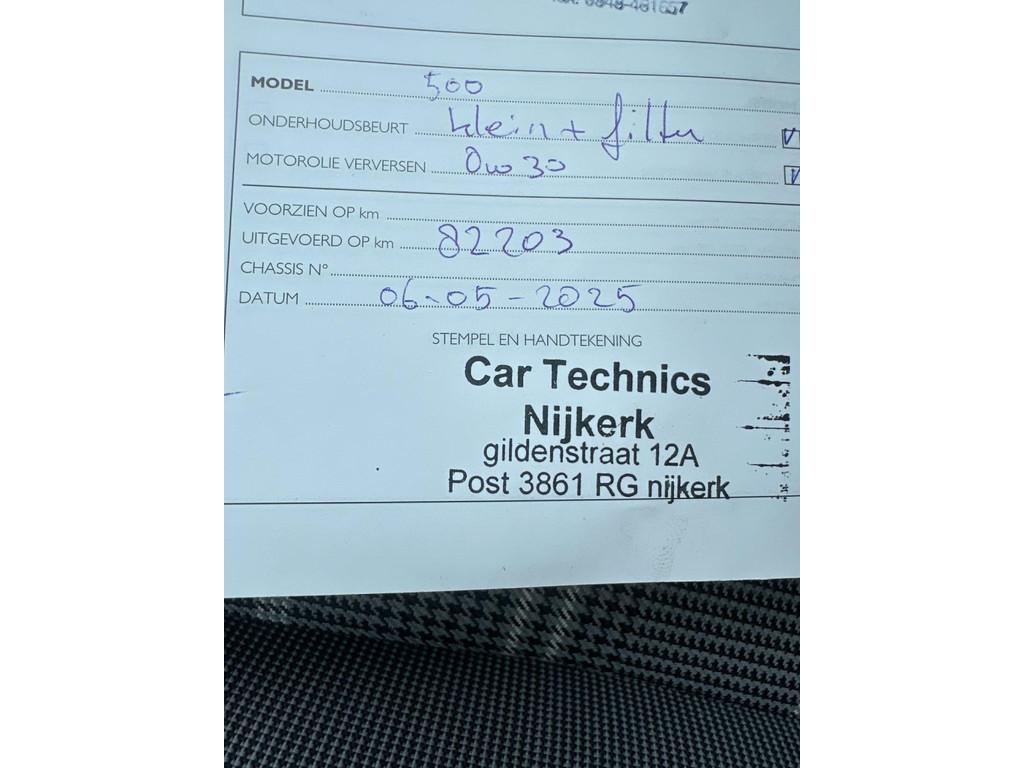 MODEL 500
ONDERHOUDSBEURT klein + filter
MOTOROLIE VERVERSEN 0w30
VOORZIEN OP km
UITGEVOERD OP km 82203
CHASSIS N°
DATUM 06-05-2025
STEMPEL EN HANDTEKENING
Car Technics
Nijkerk
gildenstraat 12A
Post 3861 RG nijkerk